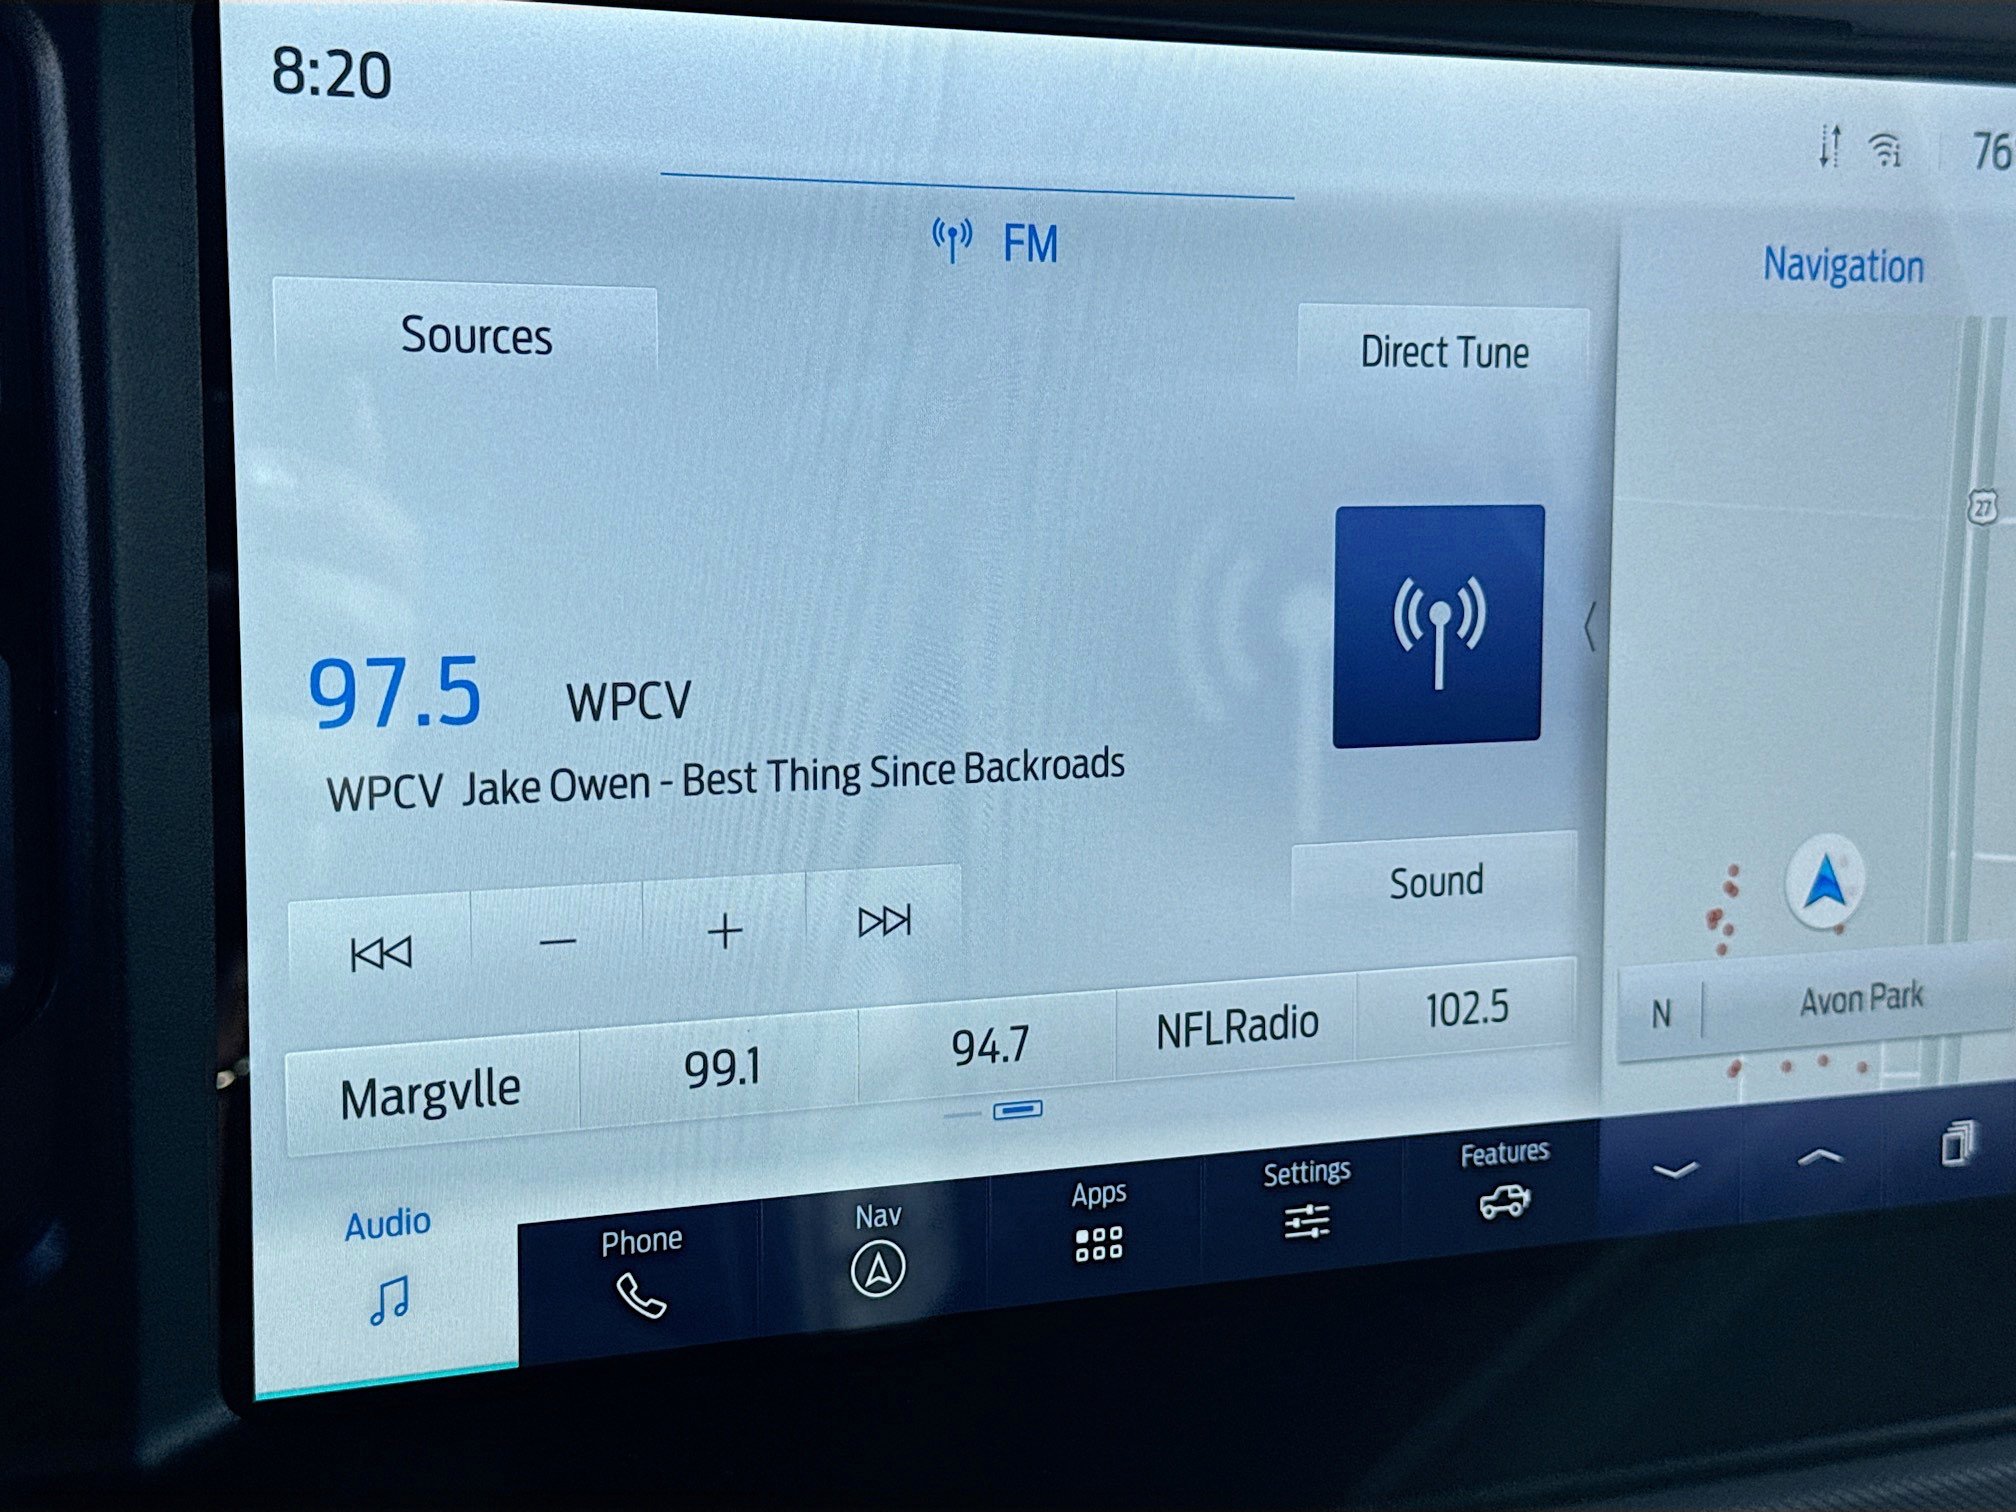 8:20
76
FM
Navigation
Sources
Direct Tune
27
97.5 WPCV
WPCV Jake Owen - Best Thing Since Backroads
Sound
N Avon Park
Margvlle 99.1 94.7 NFLRadio 102.5
Audio Phone Nav Apps Settings Features